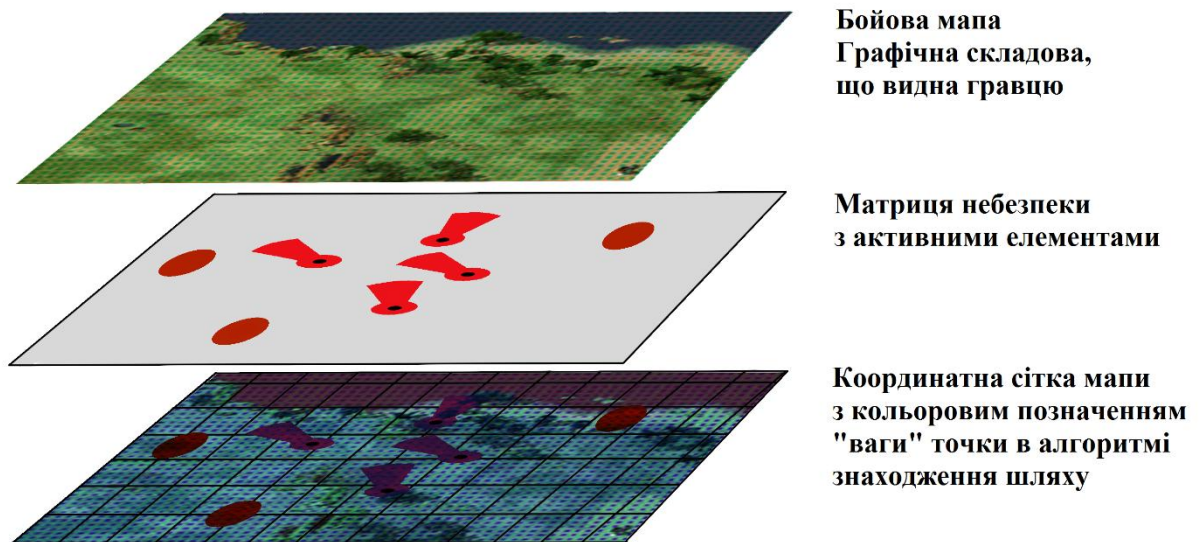 Бойова мапа
Графічна складова,
що видна гравцю
Матриця небезпеки
з активними елементами
Координатна сітка мапи
з кольоровим позначенням
"ваги" точки в алгоритмі
знаходження шляху